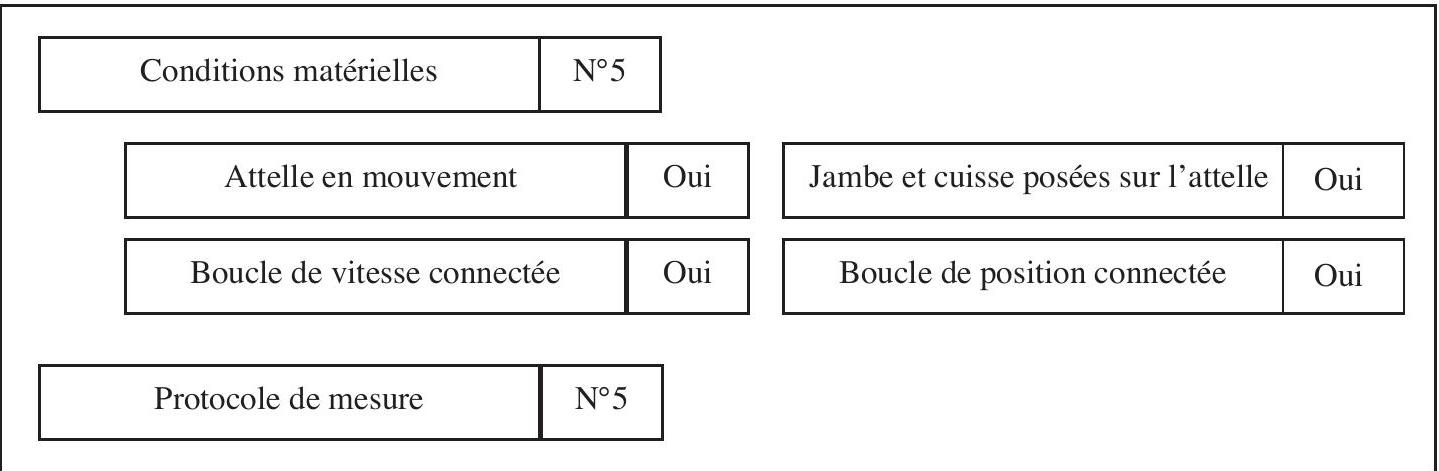 Conditions matérielles N°5
Attelle en mouvement Oui Jambe et cuisse posées sur l'attelle Oui
Boucle de vitesse connectée Oui Boucle de position connectée Oui
Protocole de mesure N°5